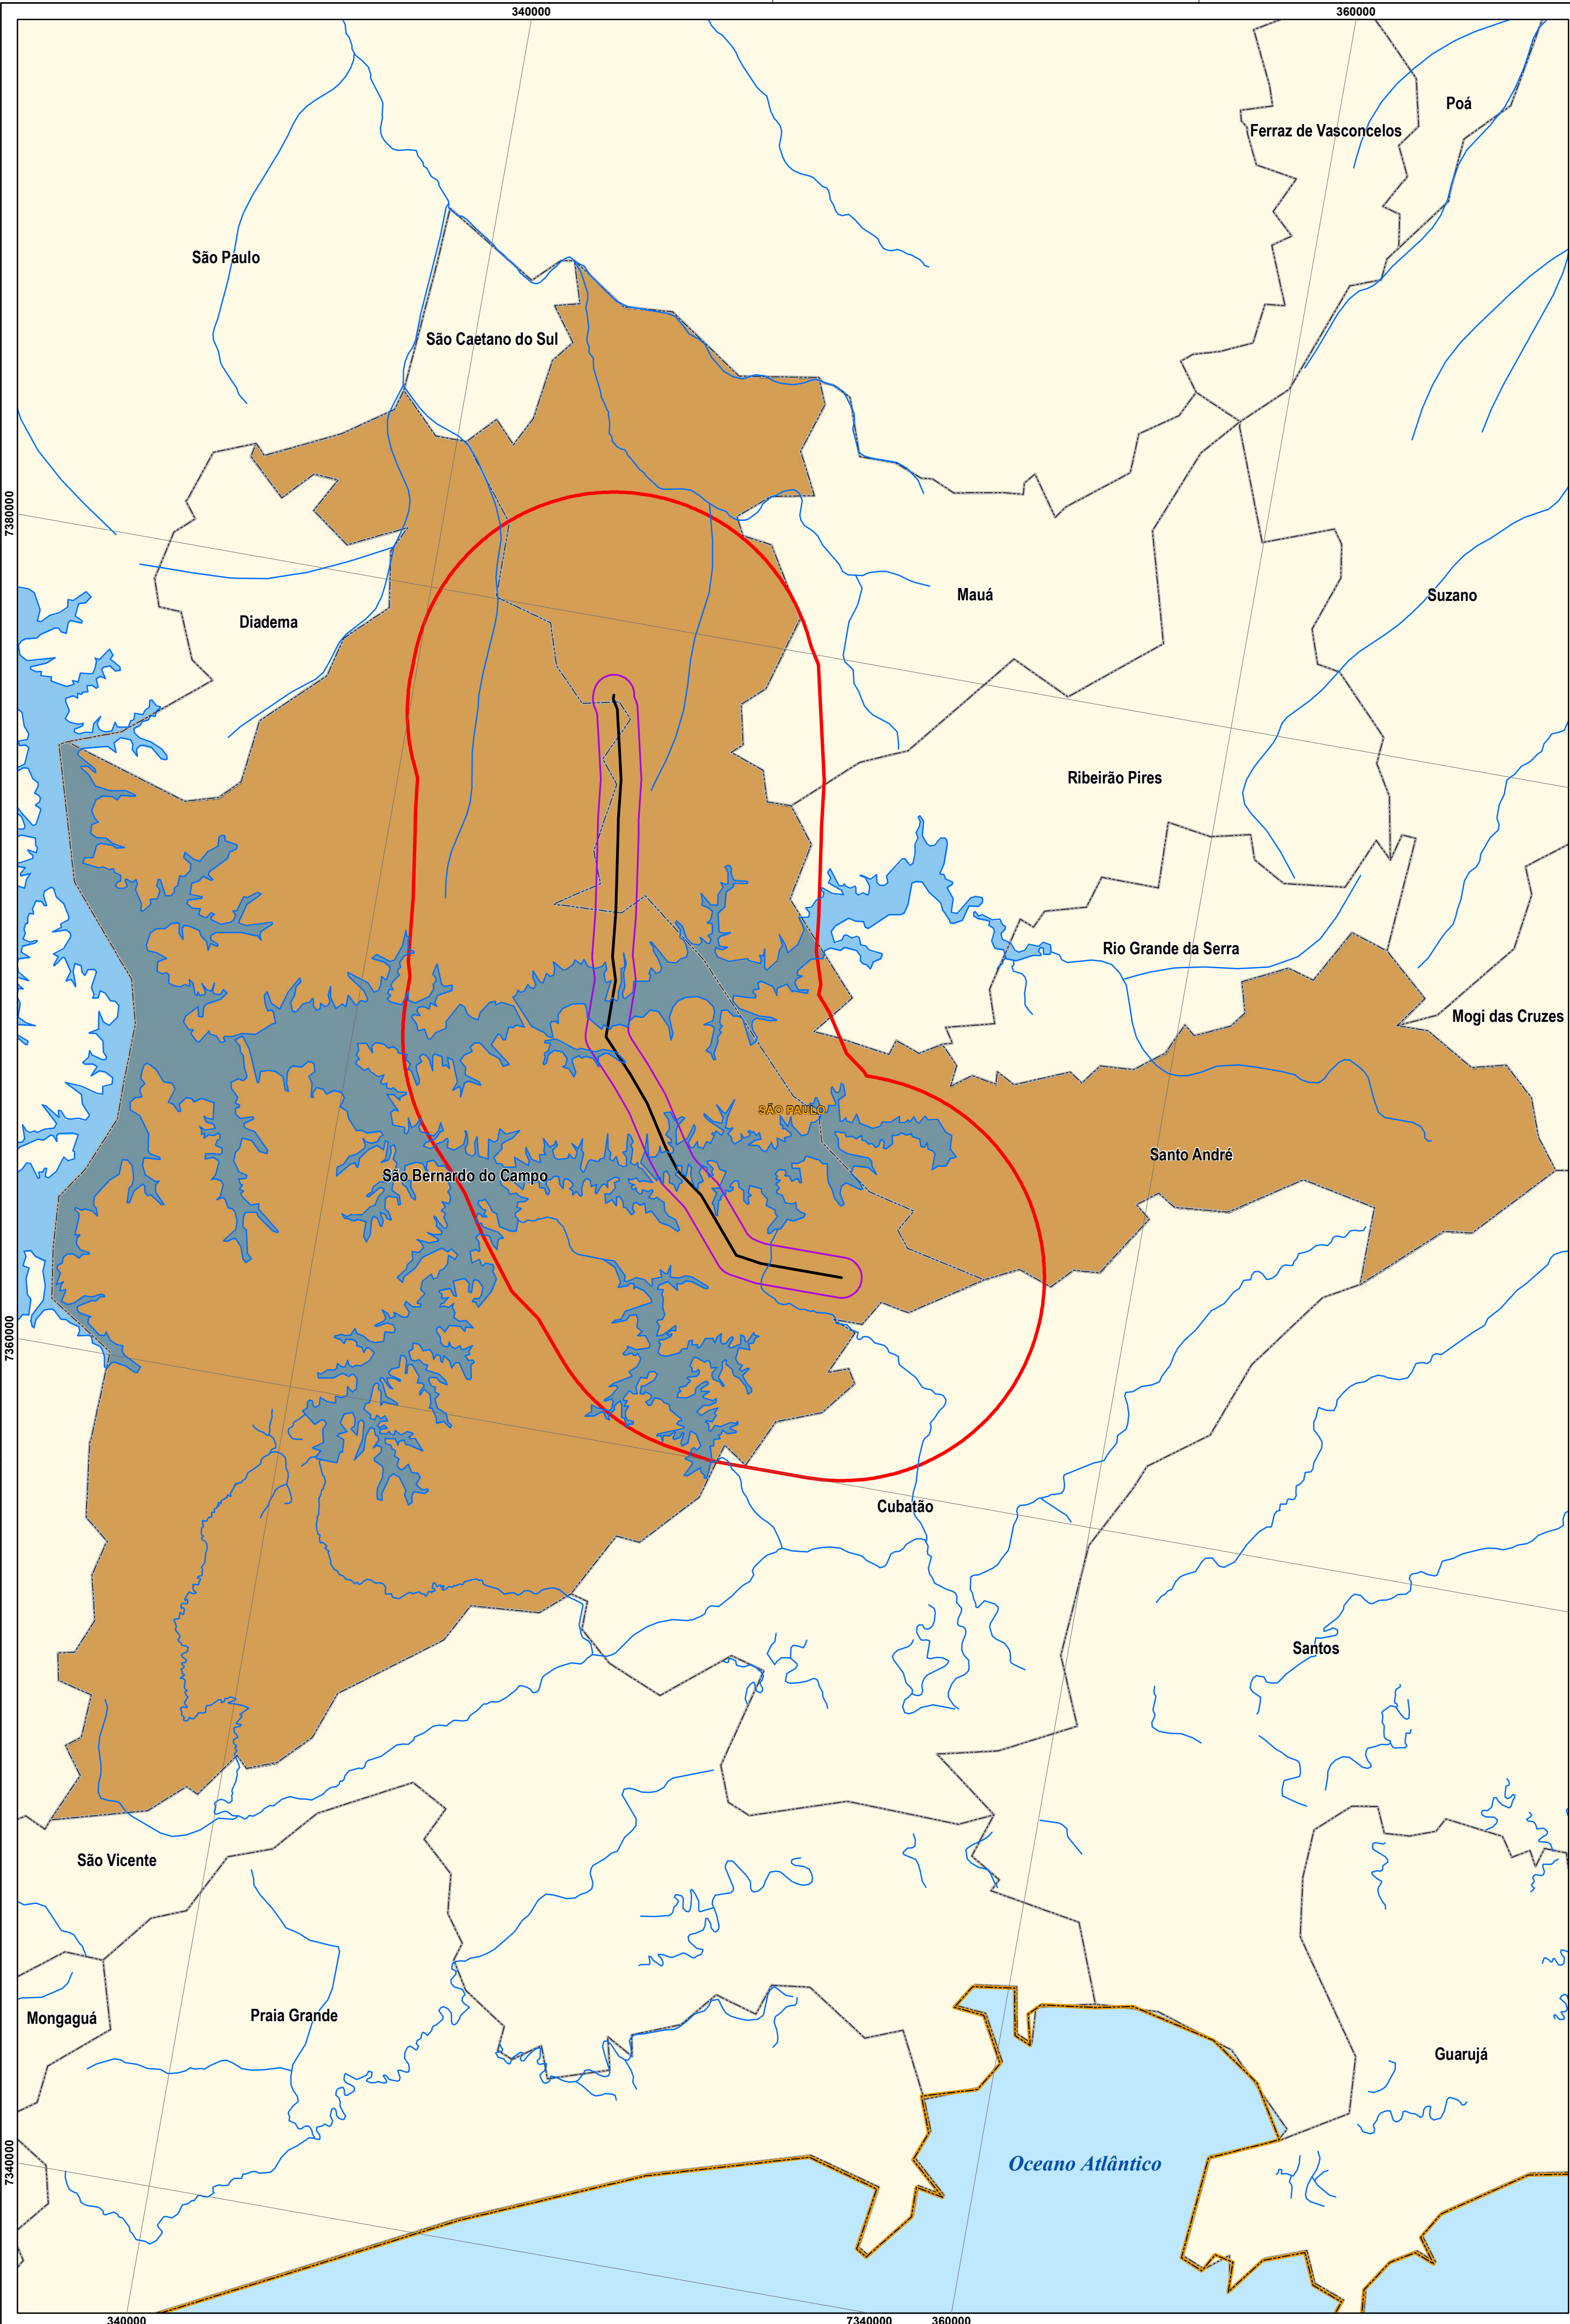 340000
360000
Poá
Ferraz de Vasconcelos
São Paulo
São Caetano do Sul
7380000
Mauá
Suzano
Diadema
Ribeirão Pires
Rio Grande da Serra
Mogi das Cruzes
SÃO PAULO
Santo André
São Bernardo do Campo
7360000
Cubatão
Santos
São Vicente
Praia Grande
Mongaguá
Guarujá
7340000
Oceano Atlântico
340000
7340000
360000